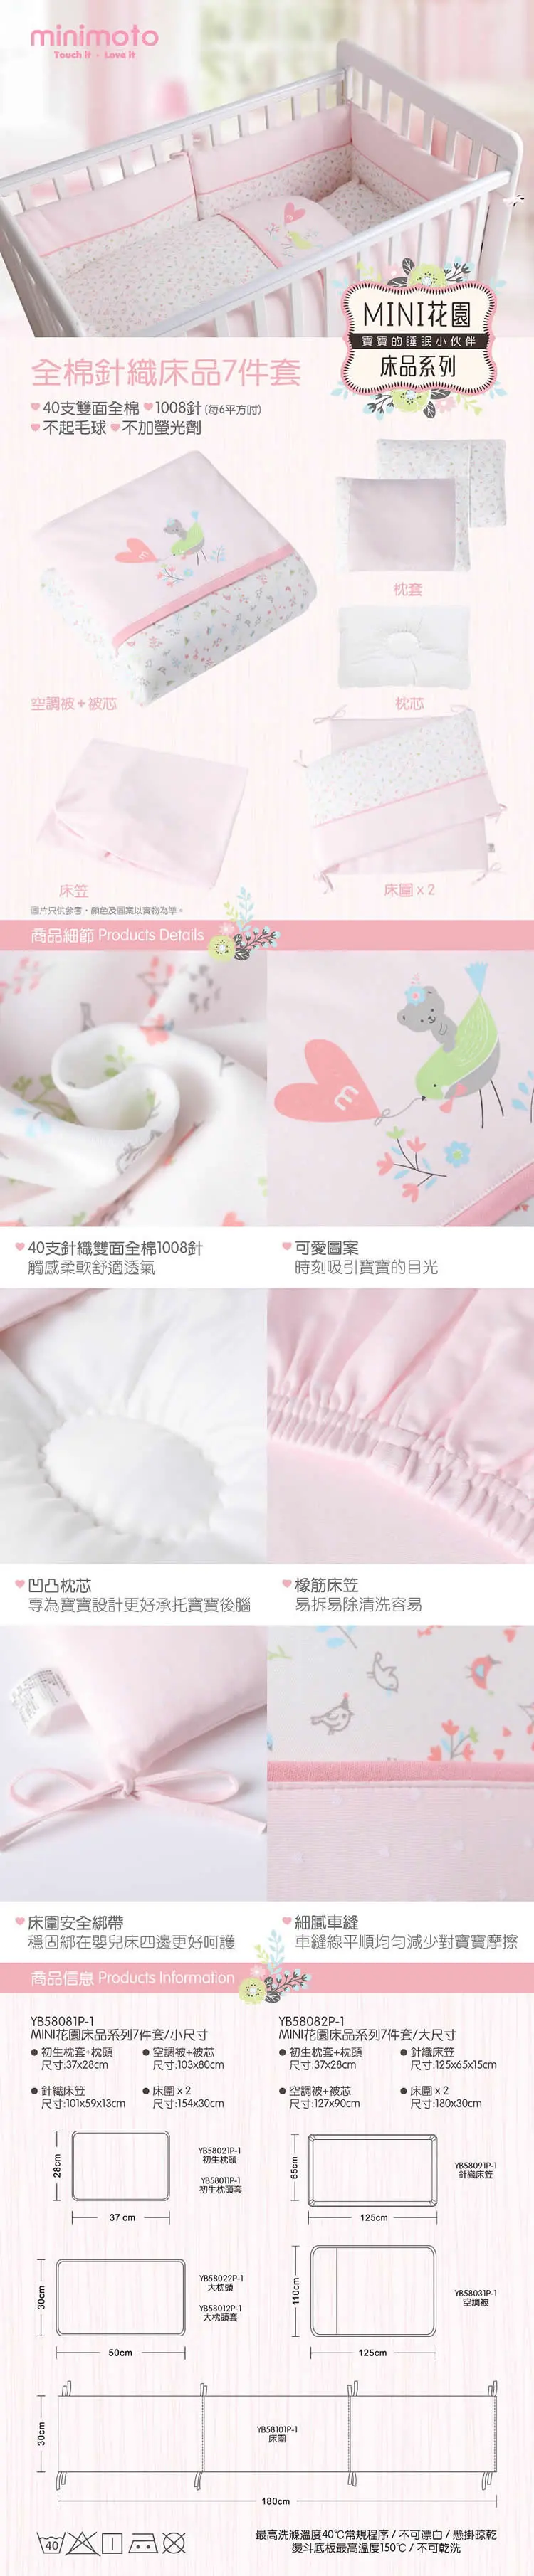 minimoto
Touch it • Love it
MINI花園
寶寶的睡眠小伙伴
床品系列
全棉針織床品7件套
40支雙面全棉 1008針 (每6平方吋)
不起毛球 不加螢光劑
枕套
空調被+被芯
枕芯
床笠
床圍 x 2
圖片只供參考，顏色及圖案以實物為準。
商品細節 Products Details
m
40支針織雙面全棉1008針
觸感柔軟舒適透氣
可愛圖案
時刻吸引寶寶的目光
凹凸枕芯
專為寶寶設計更好承托寶寶後腦
橡筋床笠
易拆易除清洗容易
床圍安全綁帶
穩固綁在嬰兒床四邊更好呵護
細膩車縫
車縫線平順均勻減少對寶寶摩擦
商品信息 Products Information
YB58081P-1
MINI花園床品系列7件套/小尺寸
初生枕套+枕頭
尺寸:37x28cm
空調被+被芯
尺寸:103x80cm
針織床笠
尺寸:101x59x13cm
床圍 x 2
尺寸:154x30cm
YB58082P-1
MINI花園床品系列7件套/大尺寸
初生枕套+枕頭
尺寸:37x28cm
針織床笠
尺寸:125x65x15cm
空調被+被芯
尺寸:127x90cm
床圍 x 2
尺寸:180x30cm
28cm
37 cm
YB58021P-1
初生枕頭
YB58011P-1
初生枕頭套
65cm
125cm
YB58091P-1
針織床笠
30cm
50cm
YB58022P-1
大枕頭
YB58012P-1
大枕頭套
110cm
125cm
YB58031P-1
空調被
30cm
YB58101P-1
床圍
180cm
40
最高洗滌溫度40℃常規程序 / 不可漂白 / 懸掛晾乾
熨斗底板最高溫度150℃ / 不可乾洗